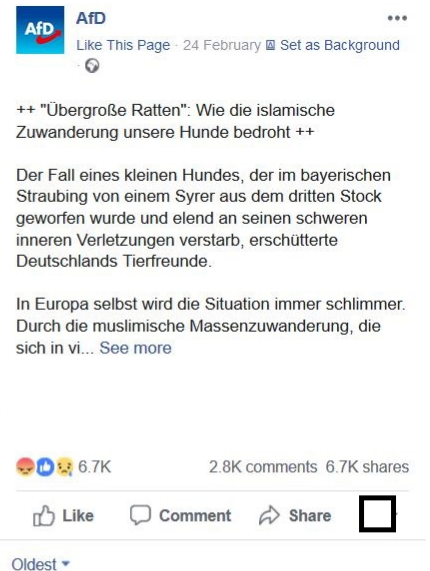 AfD
AfD
Like This Page · 24 February · Set as Background
·
++ "Übergroße Ratten": Wie die islamische
Zuwanderung unsere Hunde bedroht ++
Der Fall eines kleinen Hundes, der im bayerischen
Straubing von einem Syrer aus dem dritten Stock
geworfen wurde und elend an seinen schweren
inneren Verletzungen verstarb, erschütterte
Deutschlands Tierfreunde.
In Europa selbst wird die Situation immer schlimmer.
Durch die muslimische Massenzuwanderung, die
sich in vi... See more
6.7K 2.8K comments 6.7K shares
Like Comment Share
Oldest